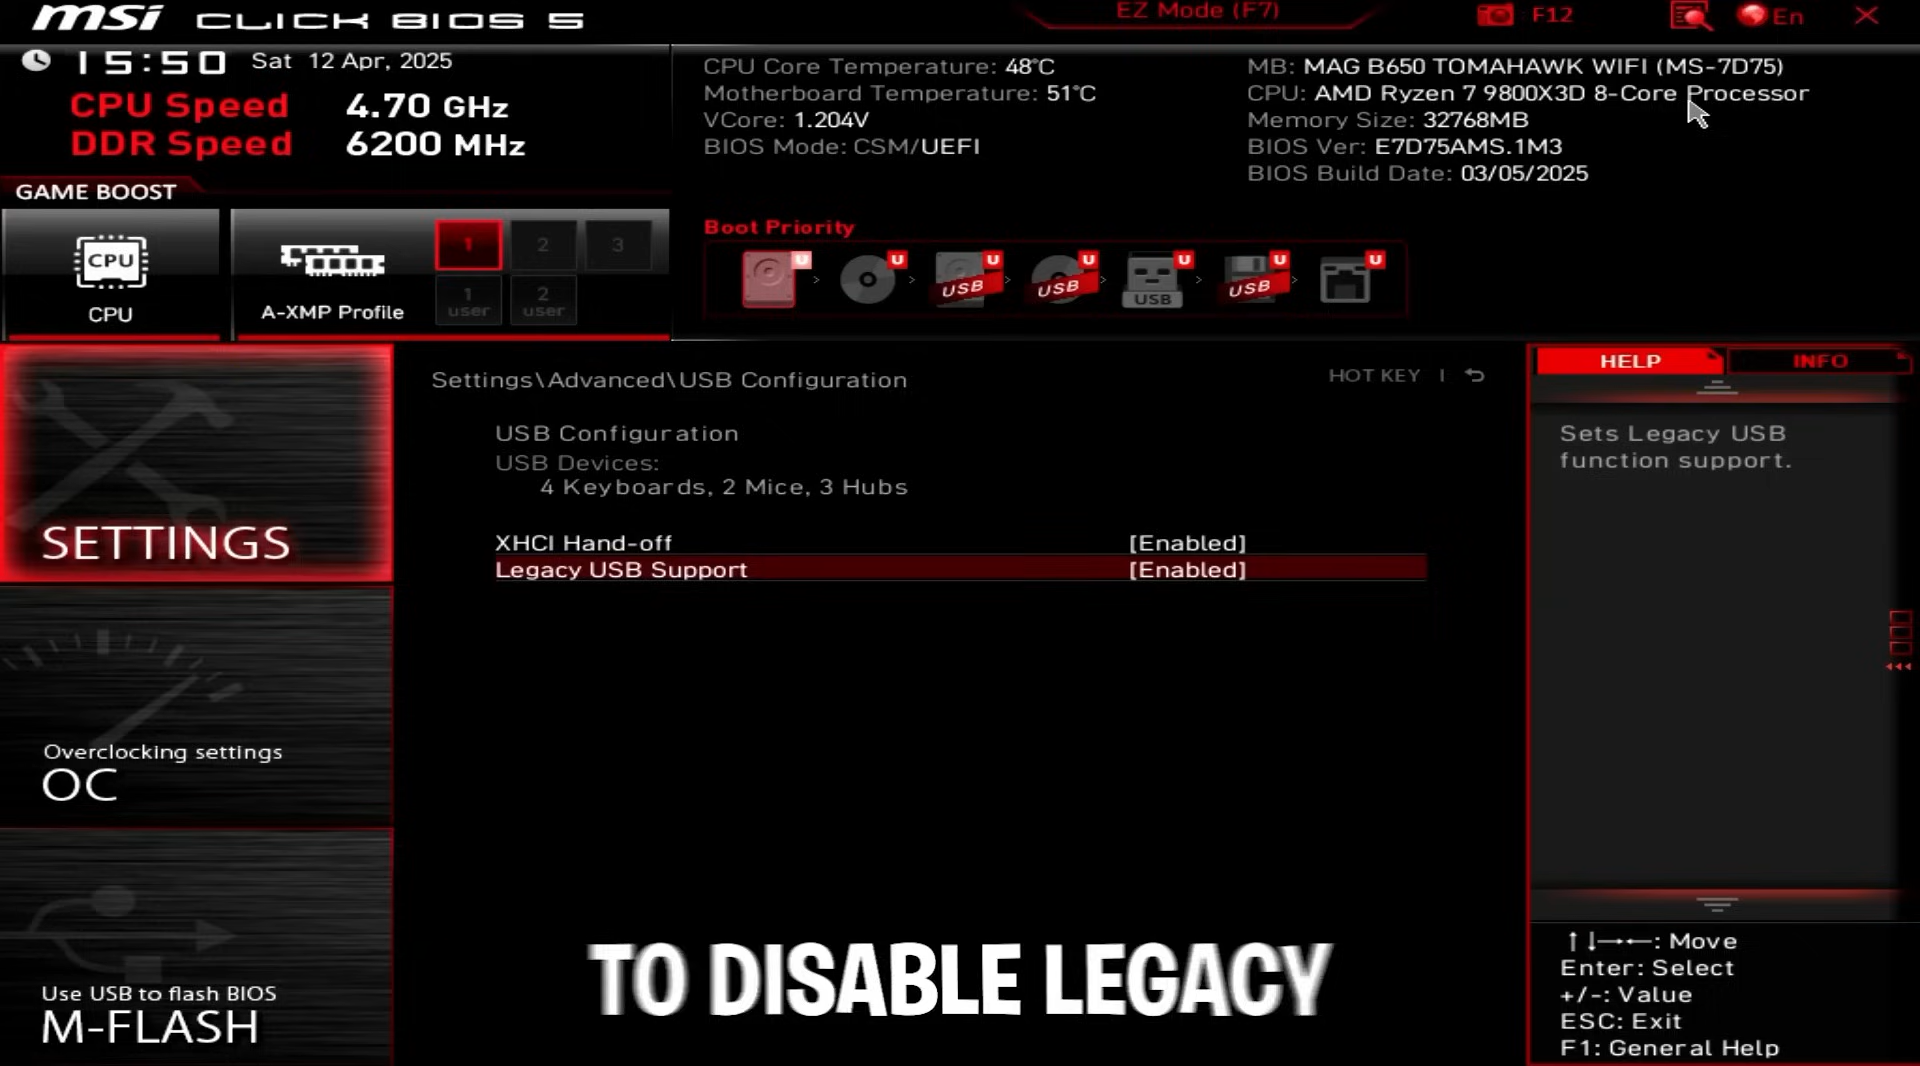 msi CLICK BIOS 5
EZ Mode (F7)
F12
En
15:50 Sat 12 Apr, 2025
CPU Speed 4.70 GHz
DDR Speed 6200 MHz
CPU Core Temperature: 48°C
Motherboard Temperature: 51°C
VCore: 1.204V
BIOS Mode: CSM/UEFI
MB: MAG B650 TOMAHAWK WIFI (MS-7D75)
CPU: AMD Ryzen 7 9800X3D 8-Core Processor
Memory Size: 32768MB
BIOS Ver: E7D75AMS.1M3
BIOS Build Date: 03/05/2025
GAME BOOST
CPU
CPU
A-XMP Profile
1 2 3
1 user
2 user
Boot Priority
U U U U U U U
USB USB USB USB
SETTINGS
Overclocking settings
OC
Use USB to flash BIOS
M-FLASH
Settings\Advanced\USB Configuration
HOT KEY |
USB Configuration
USB Devices:
4 Keyboards, 2 Mice, 3 Hubs
XHCI Hand-off [Enabled]
Legacy USB Support [Enabled]
TO DISABLE LEGACY
HELP INFO
Sets Legacy USB
function support.
↑↓→←: Move
Enter: Select
+/-: Value
ESC: Exit
F1: General Help